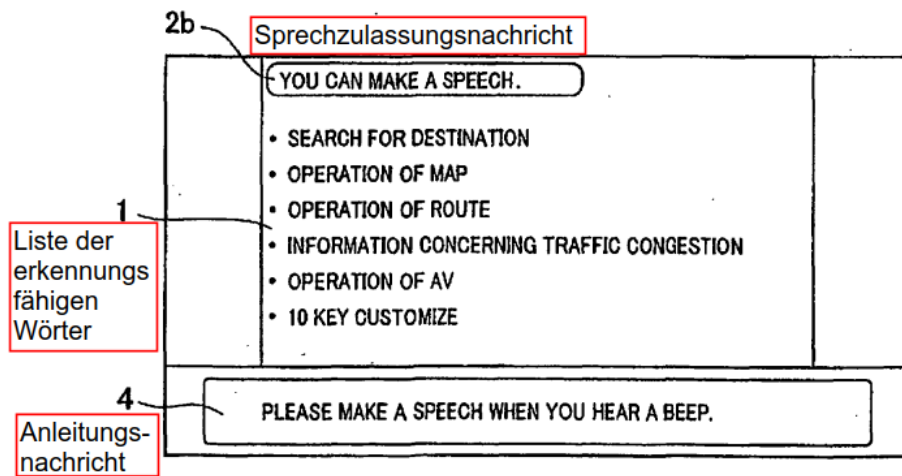 2b
Sprechzulassungsnachricht
YOU CAN MAKE A SPEECH.
• SEARCH FOR DESTINATION
• OPERATION OF MAP
• OPERATION OF ROUTE
1
Liste der
erkennungs
fähigen
Wörter
• INFORMATION CONCERNING TRAFFIC CONGESTION
• OPERATION OF AV
• 10 KEY CUSTOMIZE
4
PLEASE MAKE A SPEECH WHEN YOU HEAR A BEEP.
Anleitungs-
nachricht